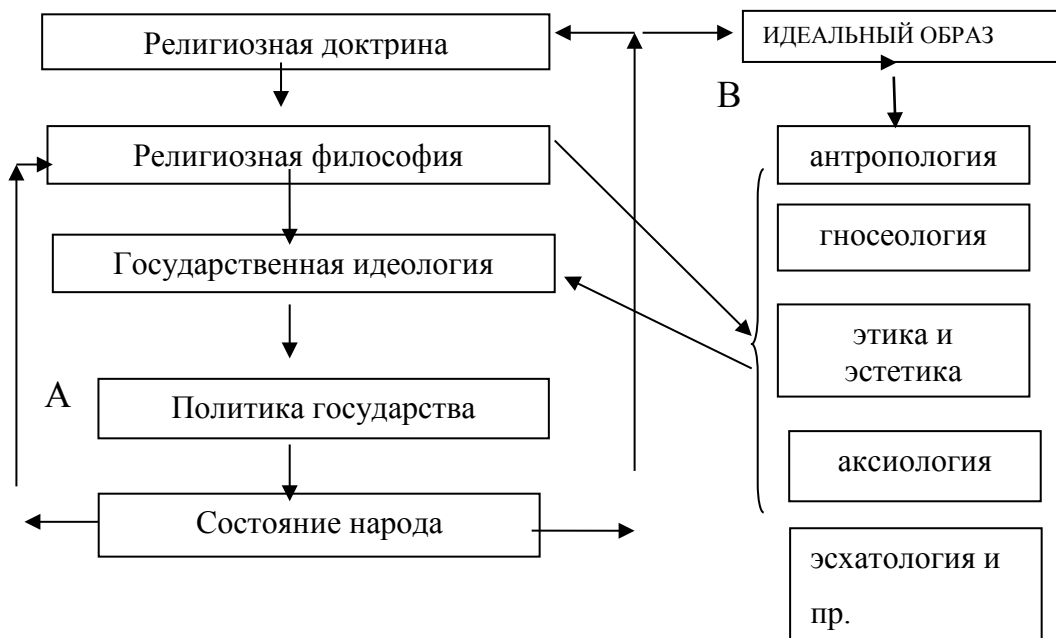 Религиозная доктрина
ИДЕАЛЬНЫЙ ОБРАЗ
В
Религиозная философия
антропология
гносеология
Государственная идеология
этика и
эстетика
А
Политика государства
аксиология
Состояние народа
эсхатология и
пр.